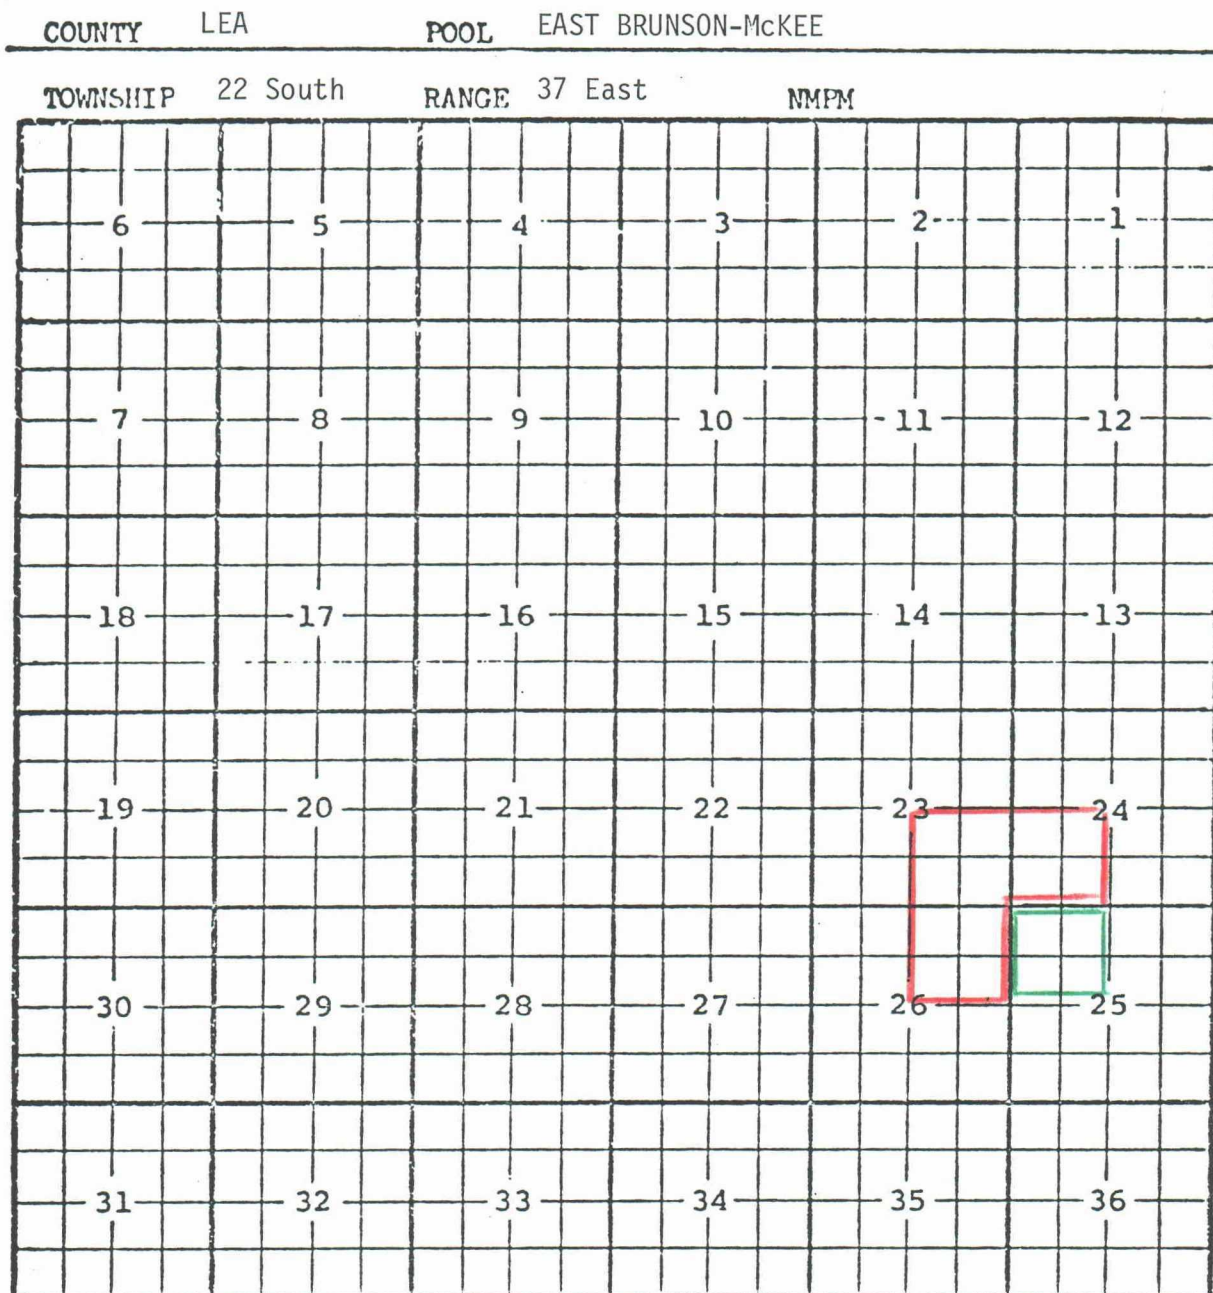 COUNTY LEA POOL EAST BRUNSON-McKEE
TOWNSHIP 22 South RANGE 37 East NMPM
6 5 4 3 2 1
7 8 9 10 11 12
18 17 16 15 14 13
19 20 21 22 23 24
30 29 28 27 26 25
31 32 33 34 35 36